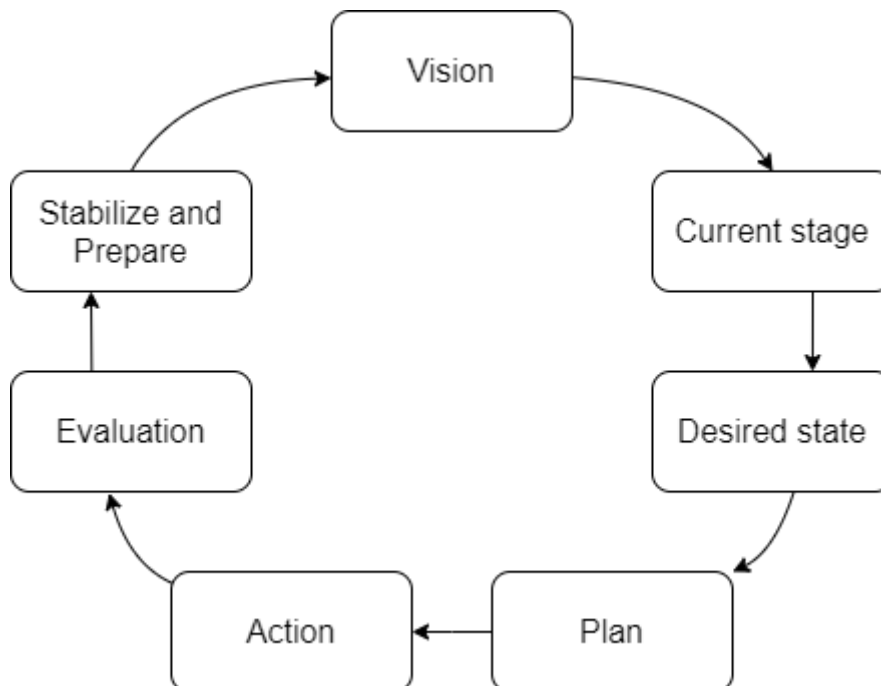 Vision
Current stage
Desired state
Plan
Action
Evaluation
Stabilize and
Prepare